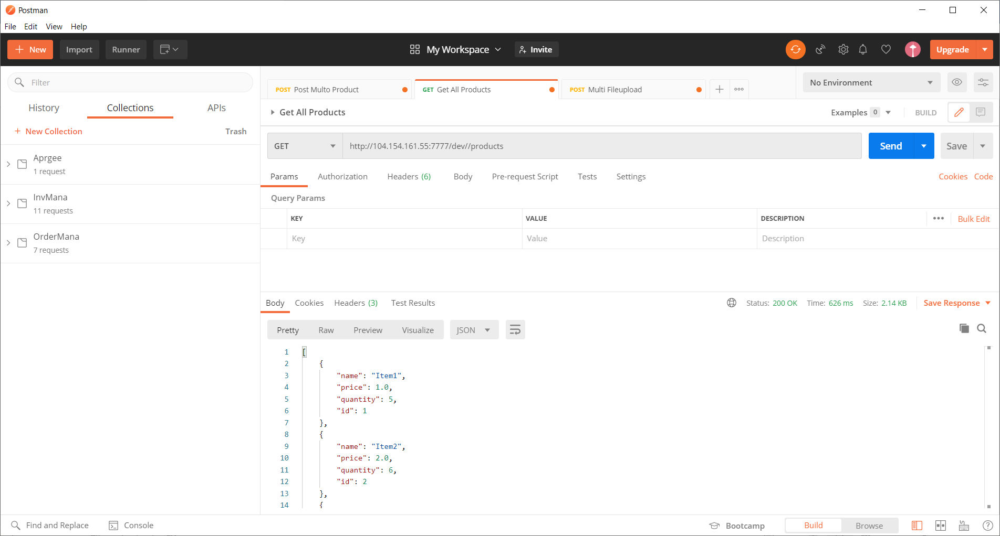 Postman
File Edit View Help
New Import Runner My Workspace Invite Upgrade
Filter
History Collections APIs
+ New Collection Trash
Aprgee
1 request
InvMana
11 requests
OrderMana
7 requests
POST Post Multo Product GET Get All Products POST Multi Fileupload
No Environment
Get All Products Examples 0 BUILD
GET http://104.154.161.55:7777/dev//products Send Save
Params Authorization Headers (6) Body Pre-request Script Tests Settings Cookies Code
Query Params
KEY VALUE DESCRIPTION Bulk Edit
Key Value Description
Body Cookies Headers (3) Test Results Status: 200 OK Time: 626 ms Size: 2.14 KB Save Response
Pretty Raw Preview Visualize JSON
1 [
2 {
3 "name": "Item1",
4 "price": 1.0,
5 "quantity": 5,
6 "id": 1
7 },
8 {
9 "name": "Item2",
10 "price": 2.0,
11 "quantity": 6,
12 "id": 2
13 },
14 {
Find and Replace Console Bootcamp Build Browse